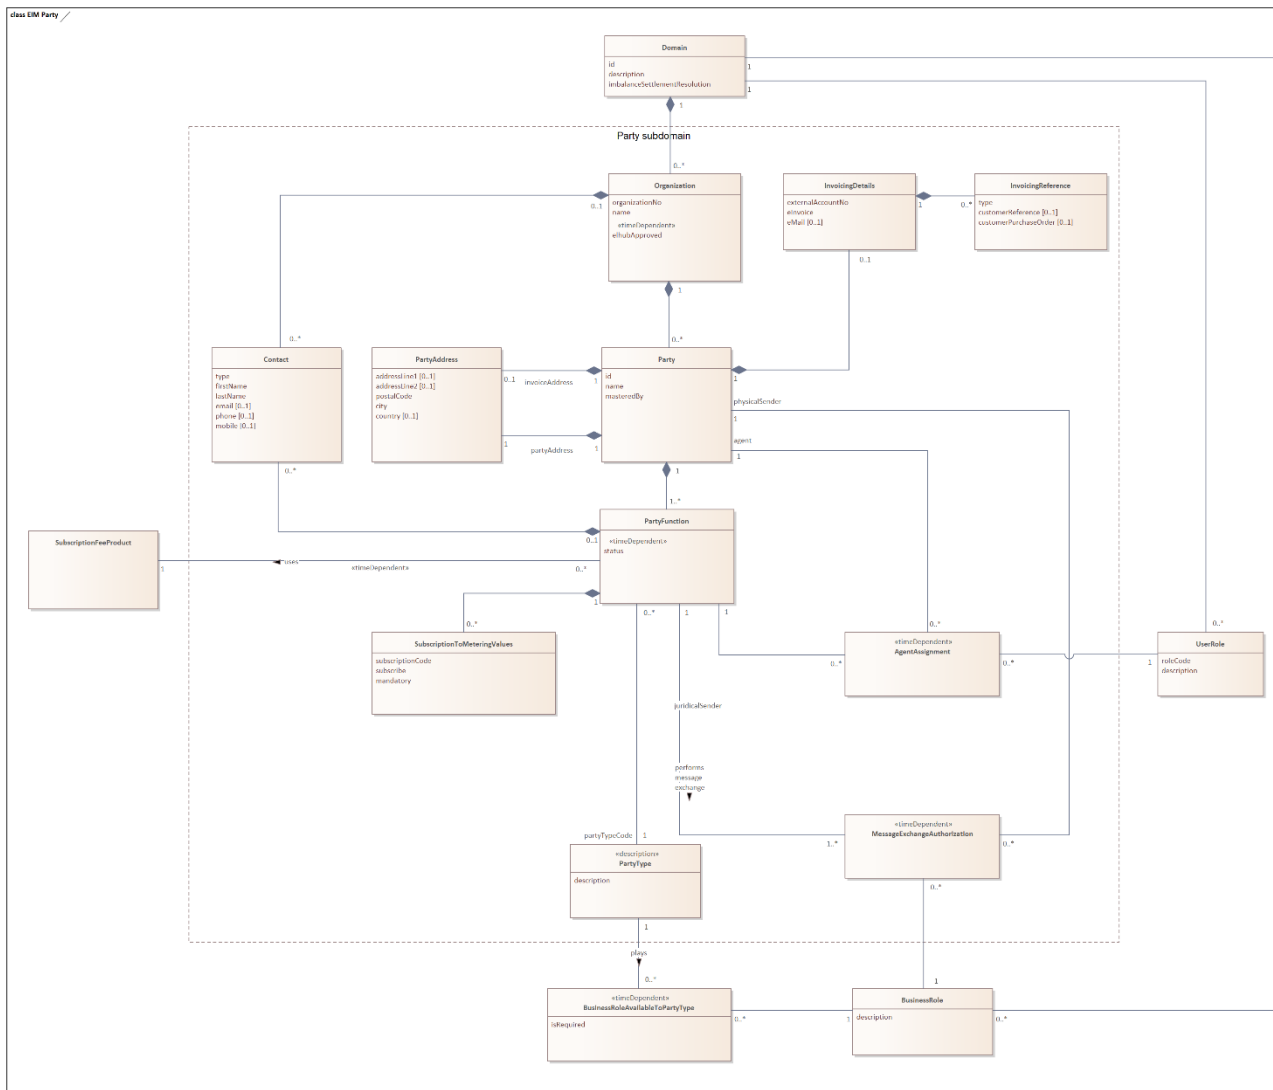 class EIM Party
Domain
id
description
imbalanceSettlementResolution
1
1
1
Party subdomain
0..*
Organization
organizationNo
name
«timeDependent»
elhubApproved
0..1
1
InvoicingDetails
externalAccountNo
eInvoice
eMail [0..1]
1
0..*
0..1
InvoicingReference
type
customerReference [0..1]
customerPurchaseOrder [0..1]
0..*
0..*
Contact
type
firstName
lastName
email [0..1]
phone [0..1]
mobile [0..1]
0..*
PartyAddress
addressLine1 [0..1]
addressLine2 [0..1]
postalCode
city
country [0..1]
0..1
invoiceAddress
1
1
partyAddress
1
Party
id
name
masteredBy
1
physicalSender
1
agent
1
1
1..*
PartyFunction
«timeDependent»
status
0..1
SubscriptionFeeProduct
1
uses
«timeDependent»
0..*
1
0..*
1
1
0..*
SubscriptionToMeteringValues
subscriptionCode
subscribe
mandatory
0..*
«timeDependent»
AgentAssignment
0..*
0..*
1
0..*
UserRole
roleCode
description
juridicalSender
performs
message
exchange
partyTypeCode
1
1..*
«timeDependent»
MessageExchangeAuthorization
0..*
0..*
«description»
PartyType
description
1
plays
0..*
1
«timeDependent»
BusinessRoleAvailableToPartyType
isRequired
0..*
1
BusinessRole
description
0..*